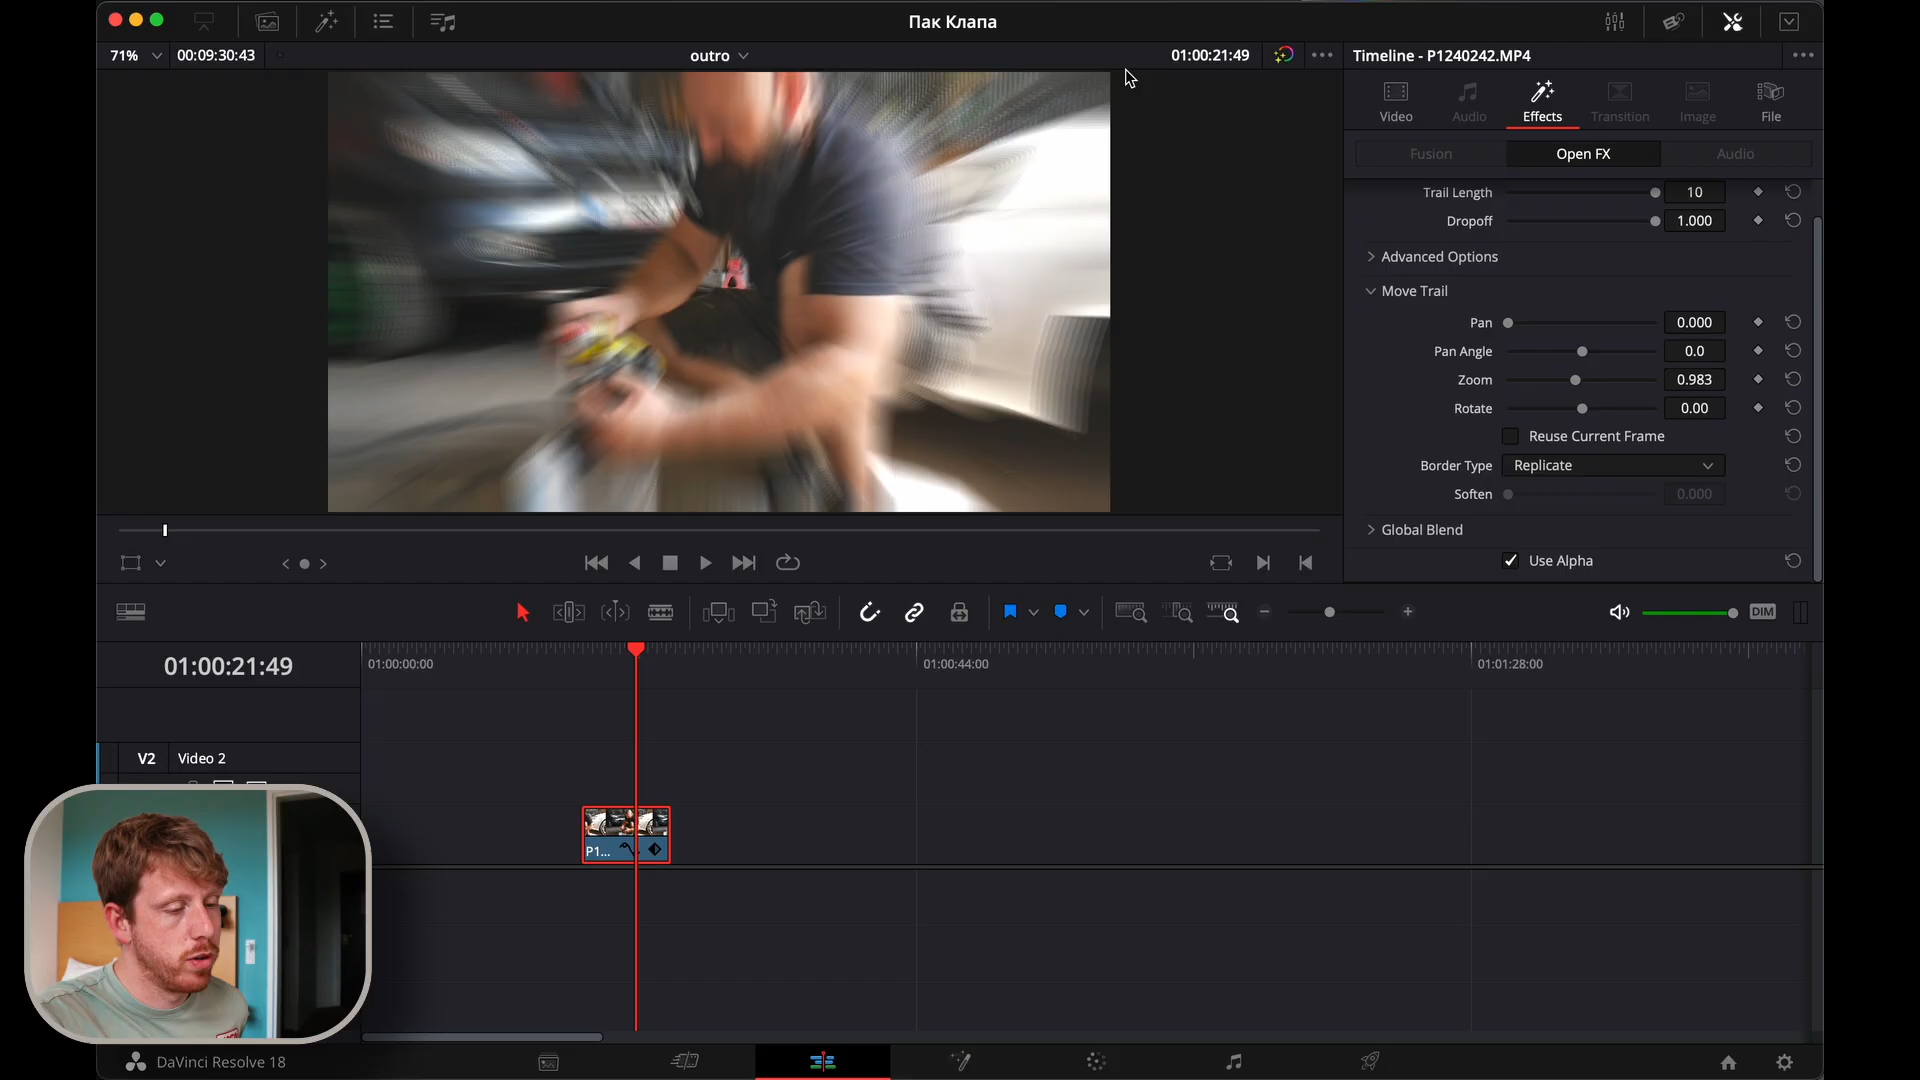 Пак Клапа
71%
00:09:30:43
outro
01:00:21:49
Timeline - P1240242.MP4
Video
Audio
Effects
Transition
Image
File
Fusion
Open FX
Audio
Trail Length
10
Dropoff
1.000
Advanced Options
Move Trail
Pan
0.000
Pan Angle
0.0
Zoom
0.983
Rotate
0.00
Reuse Current Frame
Border Type
Replicate
Soften
0.000
Global Blend
Use Alpha
DIM
01:00:21:49
01:00:00:00
01:00:44:00
01:01:28:00
V2
Video 2
P1...
DaVinci Resolve 18